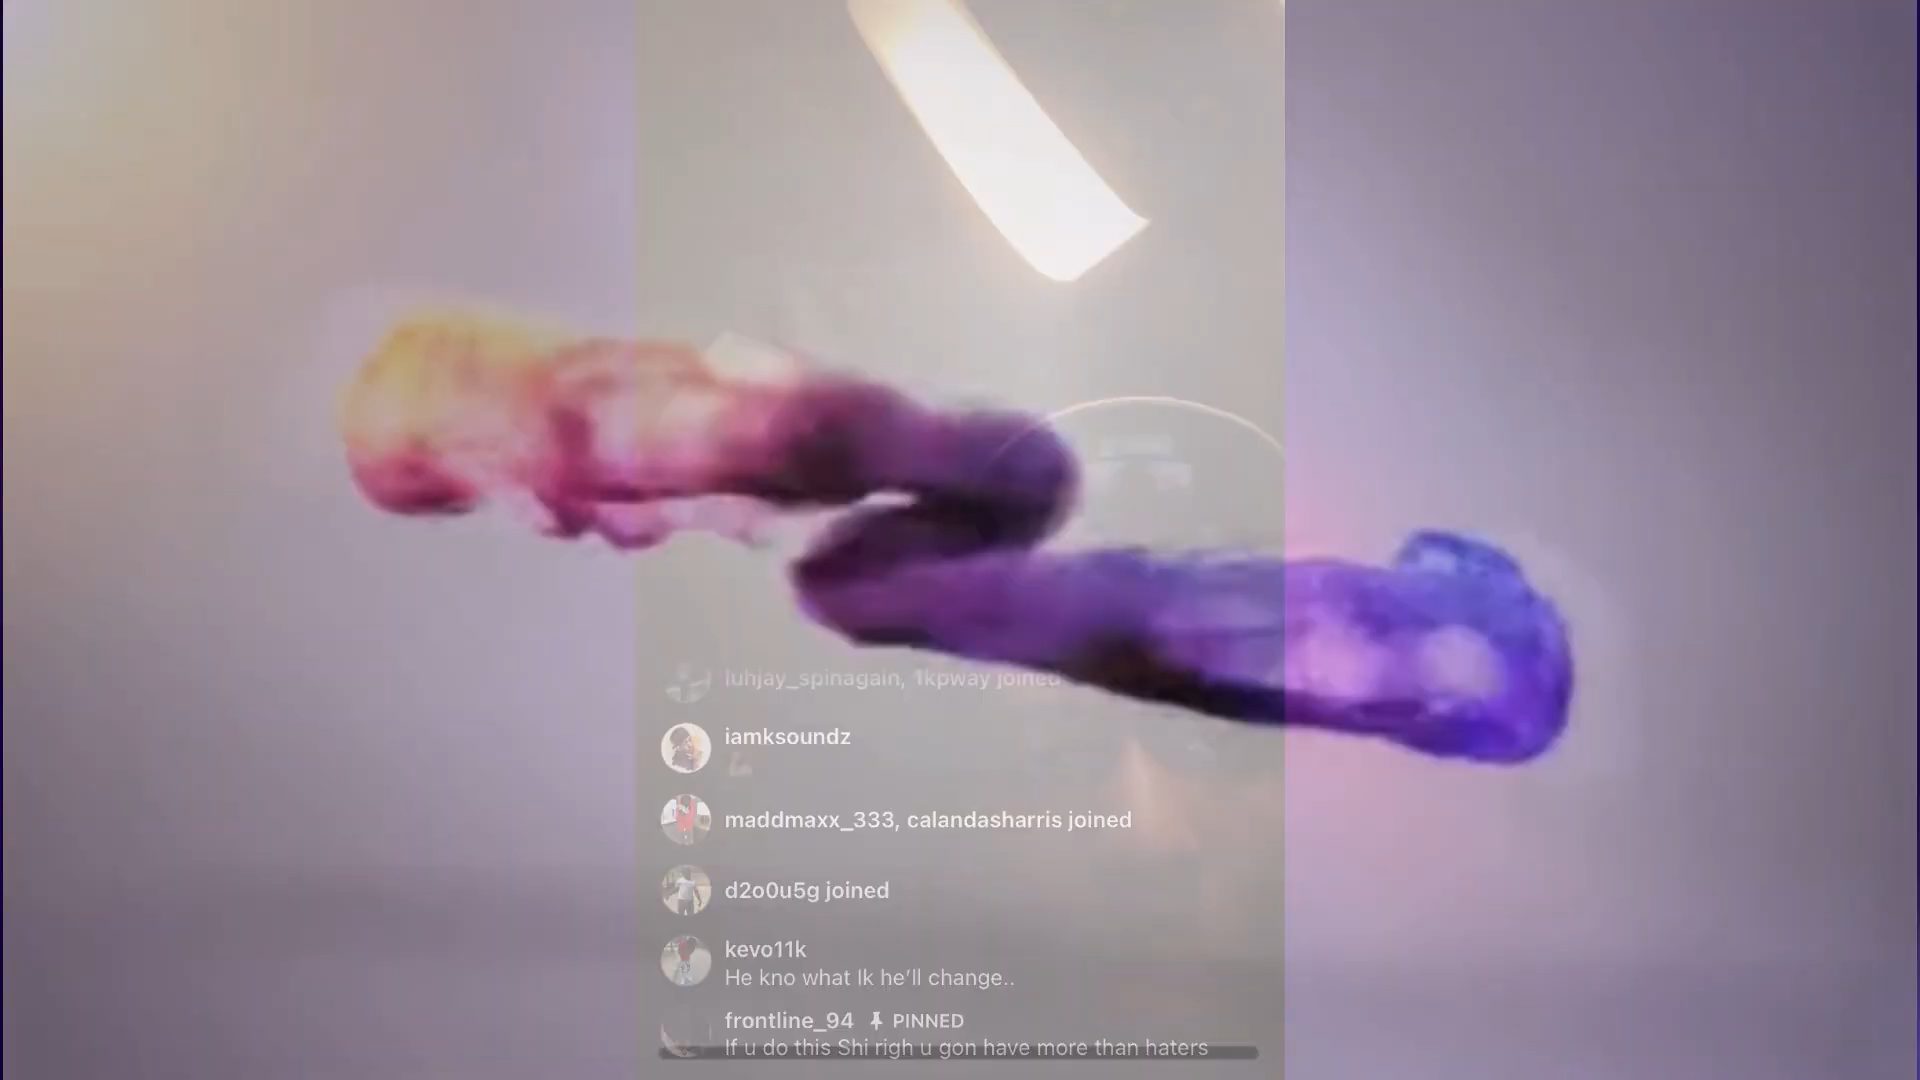 luhjay_spinagain, 1kpway joined
iamksoundz
maddmaxx_333, calandasharris joined
d2o0u5g joined
kevo11k
He kno what Ik he’ll change..
frontline_94 PINNED
If u do this Shi righ u gon have more than haters